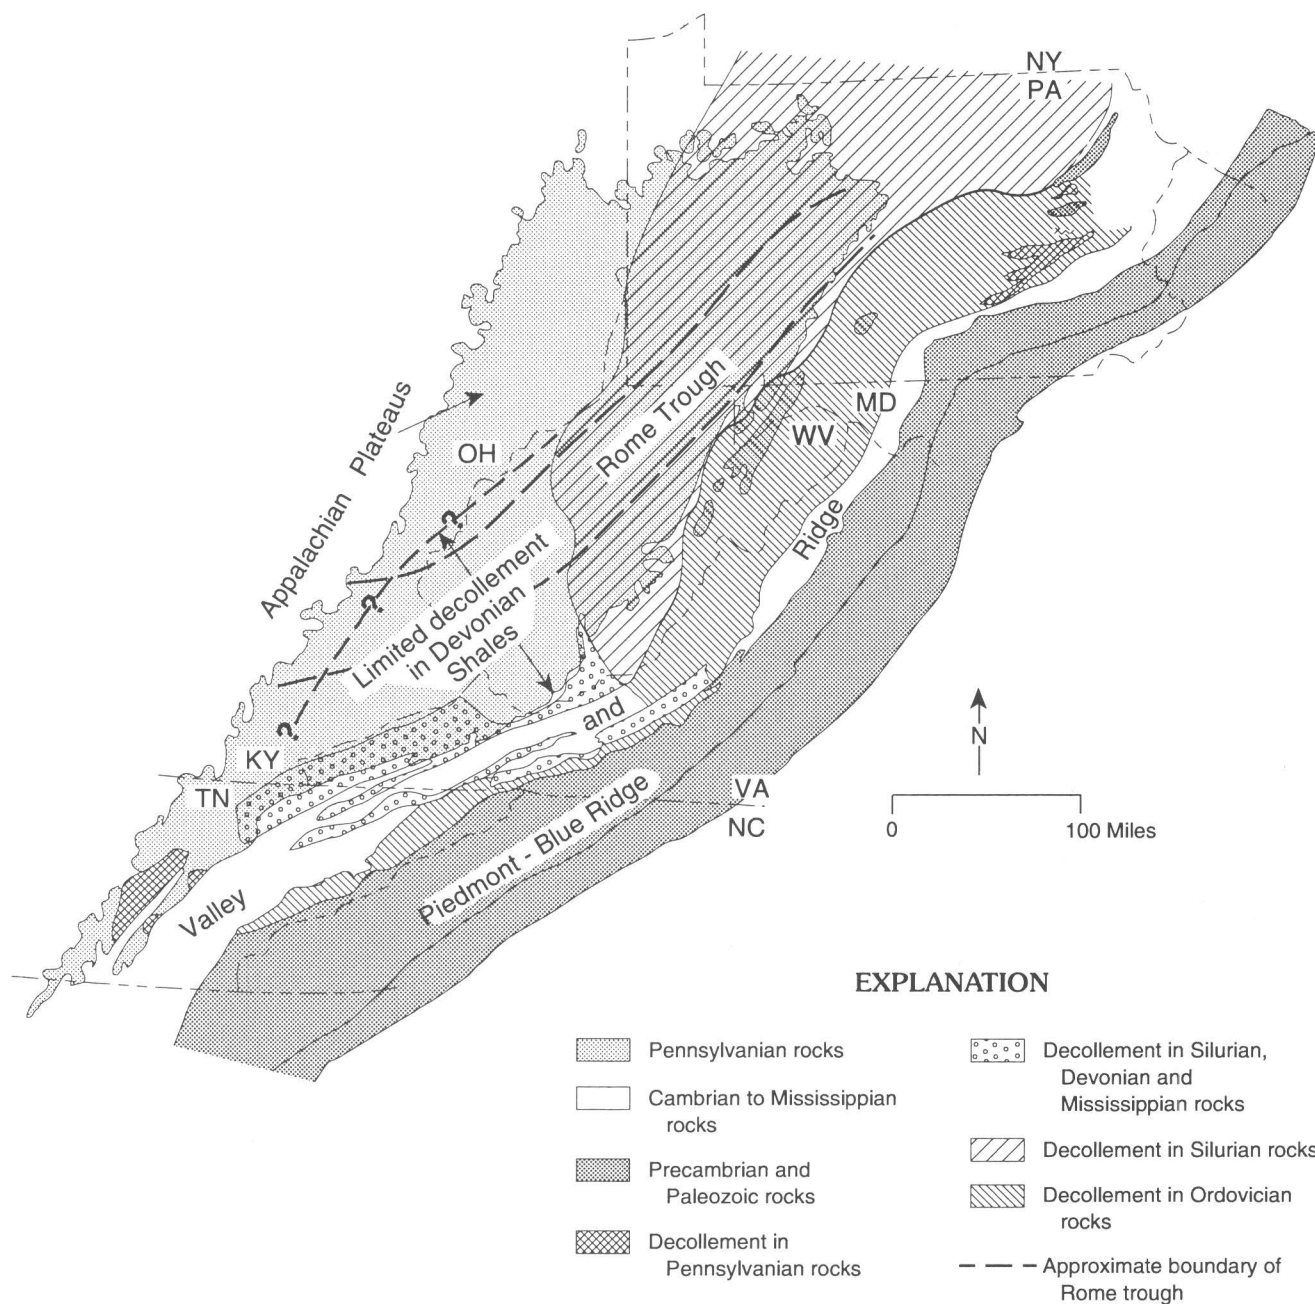 NY
PA
Appalachian Plateaus
OH
Rome Trough
MD
WV
Ridge
?
?
?
Limited decollement
in Devonian
Shales
and
KY
TN
VA
NC
N
0 100 Miles
Piedmont - Blue Ridge
Valley
EXPLANATION
Pennsylvanian rocks
Cambrian to Mississippian
rocks
Precambrian and
Paleozoic rocks
Decollement in
Pennsylvanian rocks
Decollement in Silurian,
Devonian and
Mississippian rocks
Decollement in Silurian rocks
Decollement in Ordovician
rocks
Approximate boundary of
Rome trough